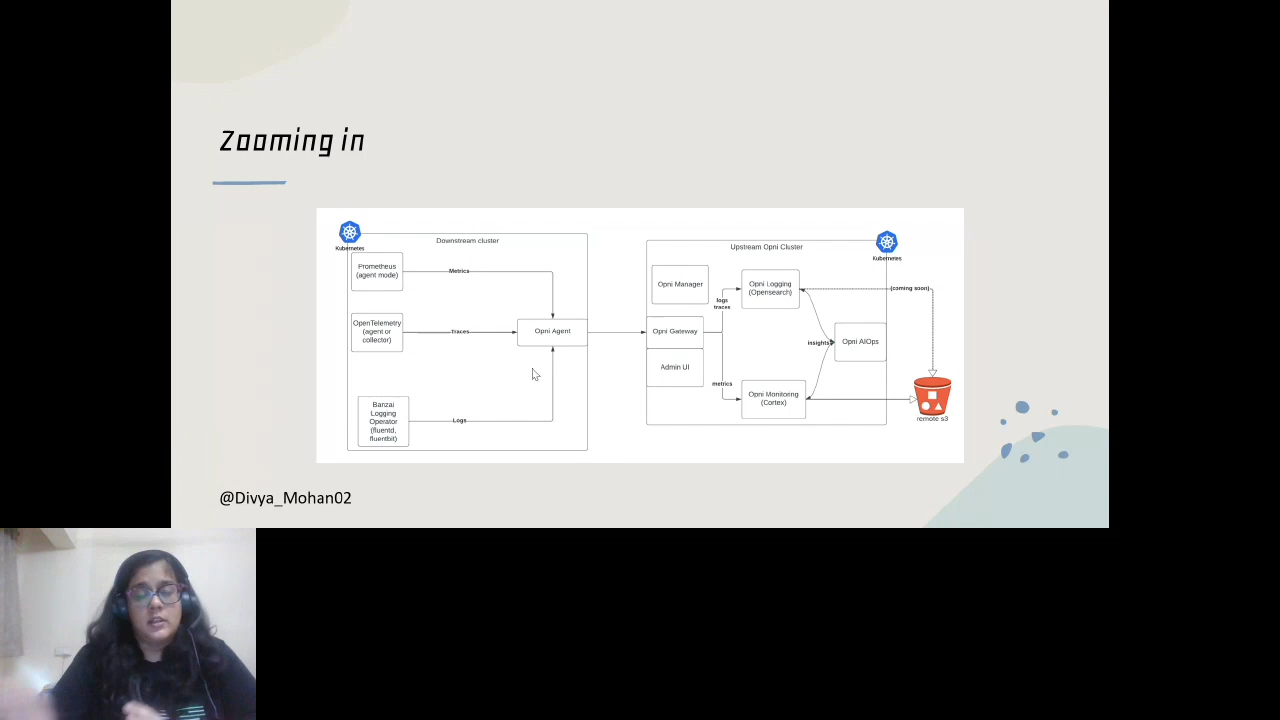 Zooming in
Kubernetes
Downstream cluster
Prometheus
(agent mode)
Metrics
OpenTelemetry
(agent or
collector)
Traces
Opni Agent
Banzai
Logging
Operator
(fluentd,
fluentbit)
Logs
Upstream Opni Cluster
Kubernetes
Opni Manager
Opni Gateway
Admin UI
logs
traces
metrics
Opni Logging
(Opensearch)
Opni Monitoring
(Cortex)
insights
Opni AIOps
(coming soon)
remote s3
@Divya_Mohan02